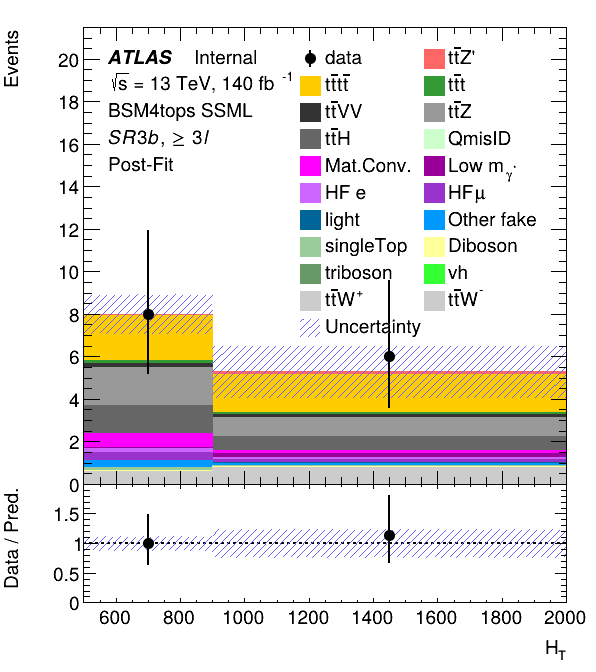 Events
20
18
16
14
12
10
8
6
4
2
0
ATLAS Internal
√s = 13 TeV, 140 fb⁻¹
BSM4tops SSML
SR3b, ≥ 3l
Post-Fit
data
tt̄Z'
tt̄tt̄
tt̄t
tt̄VV
tt̄Z
tt̄H
QmisID
Mat.Conv.
Low m_γ*
HF e
HFμ
light
Other fake
singleTop
Diboson
triboson
vh
tt̄W⁺
tt̄W⁻
Uncertainty
Data / Pred.
1.5
1
0.5
0
600 800 1000 1200 1400 1600 1800 2000
H_T